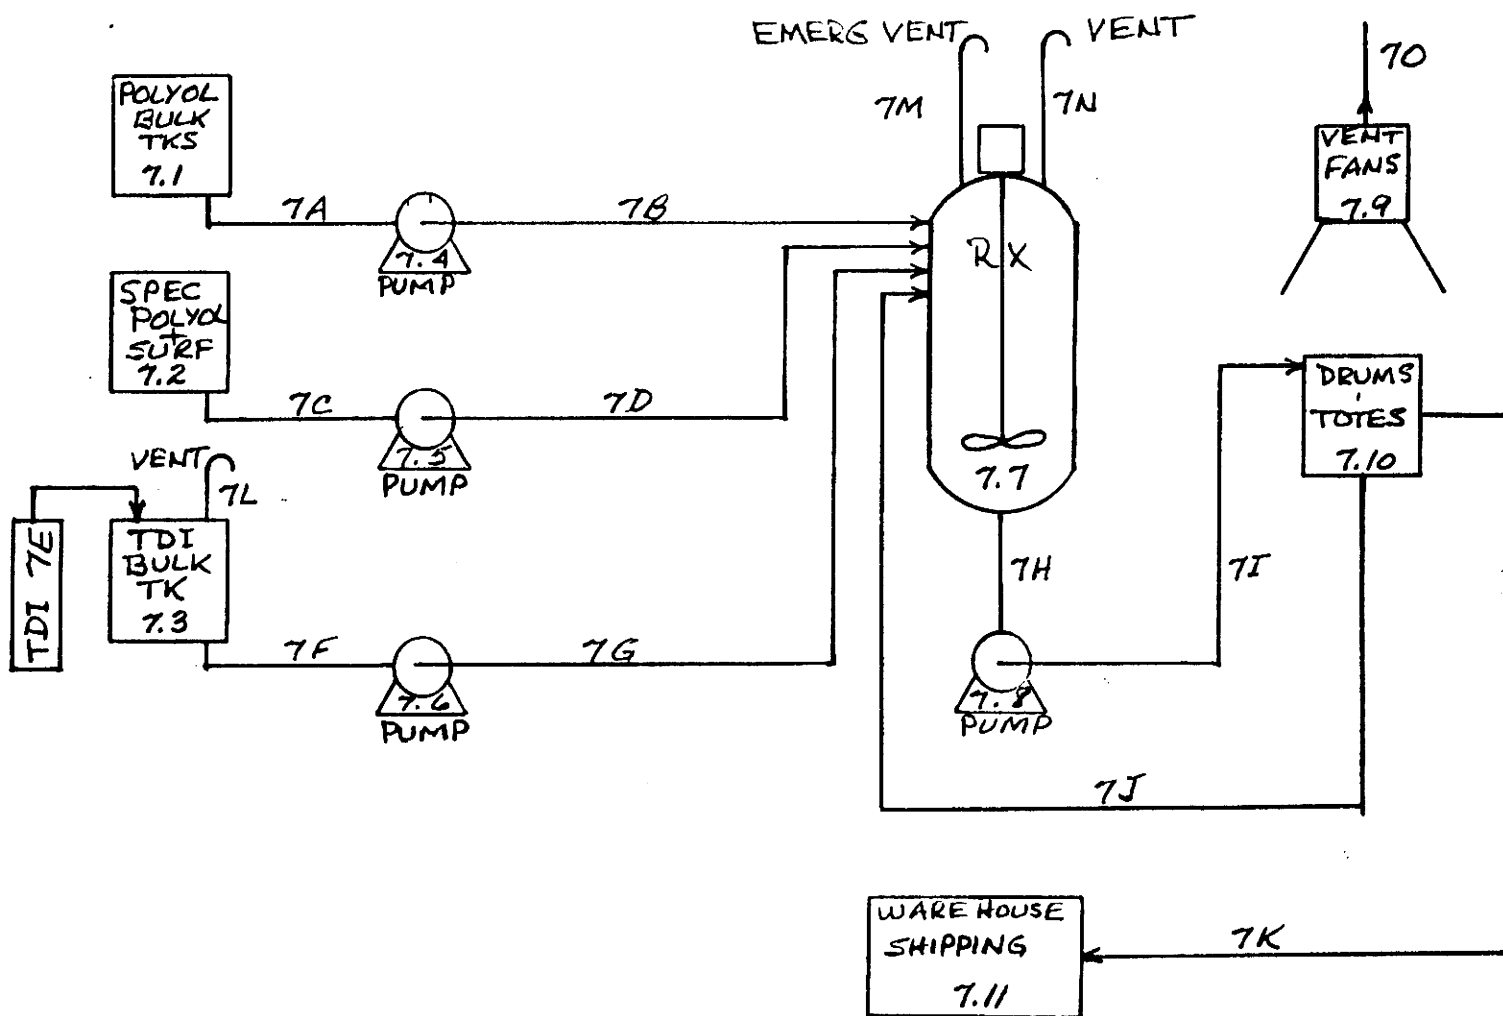 EMERG VENT
VENT
7M
7N
7O
POLYOL
BULK
TKS
7.1
7A
7.4
PUMP
7B
VENT
FANS
7.9
RX
7.7
SPEC
POLYOL
+
SURF
7.2
7C
7.5
PUMP
7D
DRUMS
TOTES
7.10
VENT
7L
TDI 7E
TDI
BULK
TK
7.3
7F
7.6
PUMP
7G
7H
7I
7.8
PUMP
7J
WAREHOUSE
SHIPPING
7.11
7K